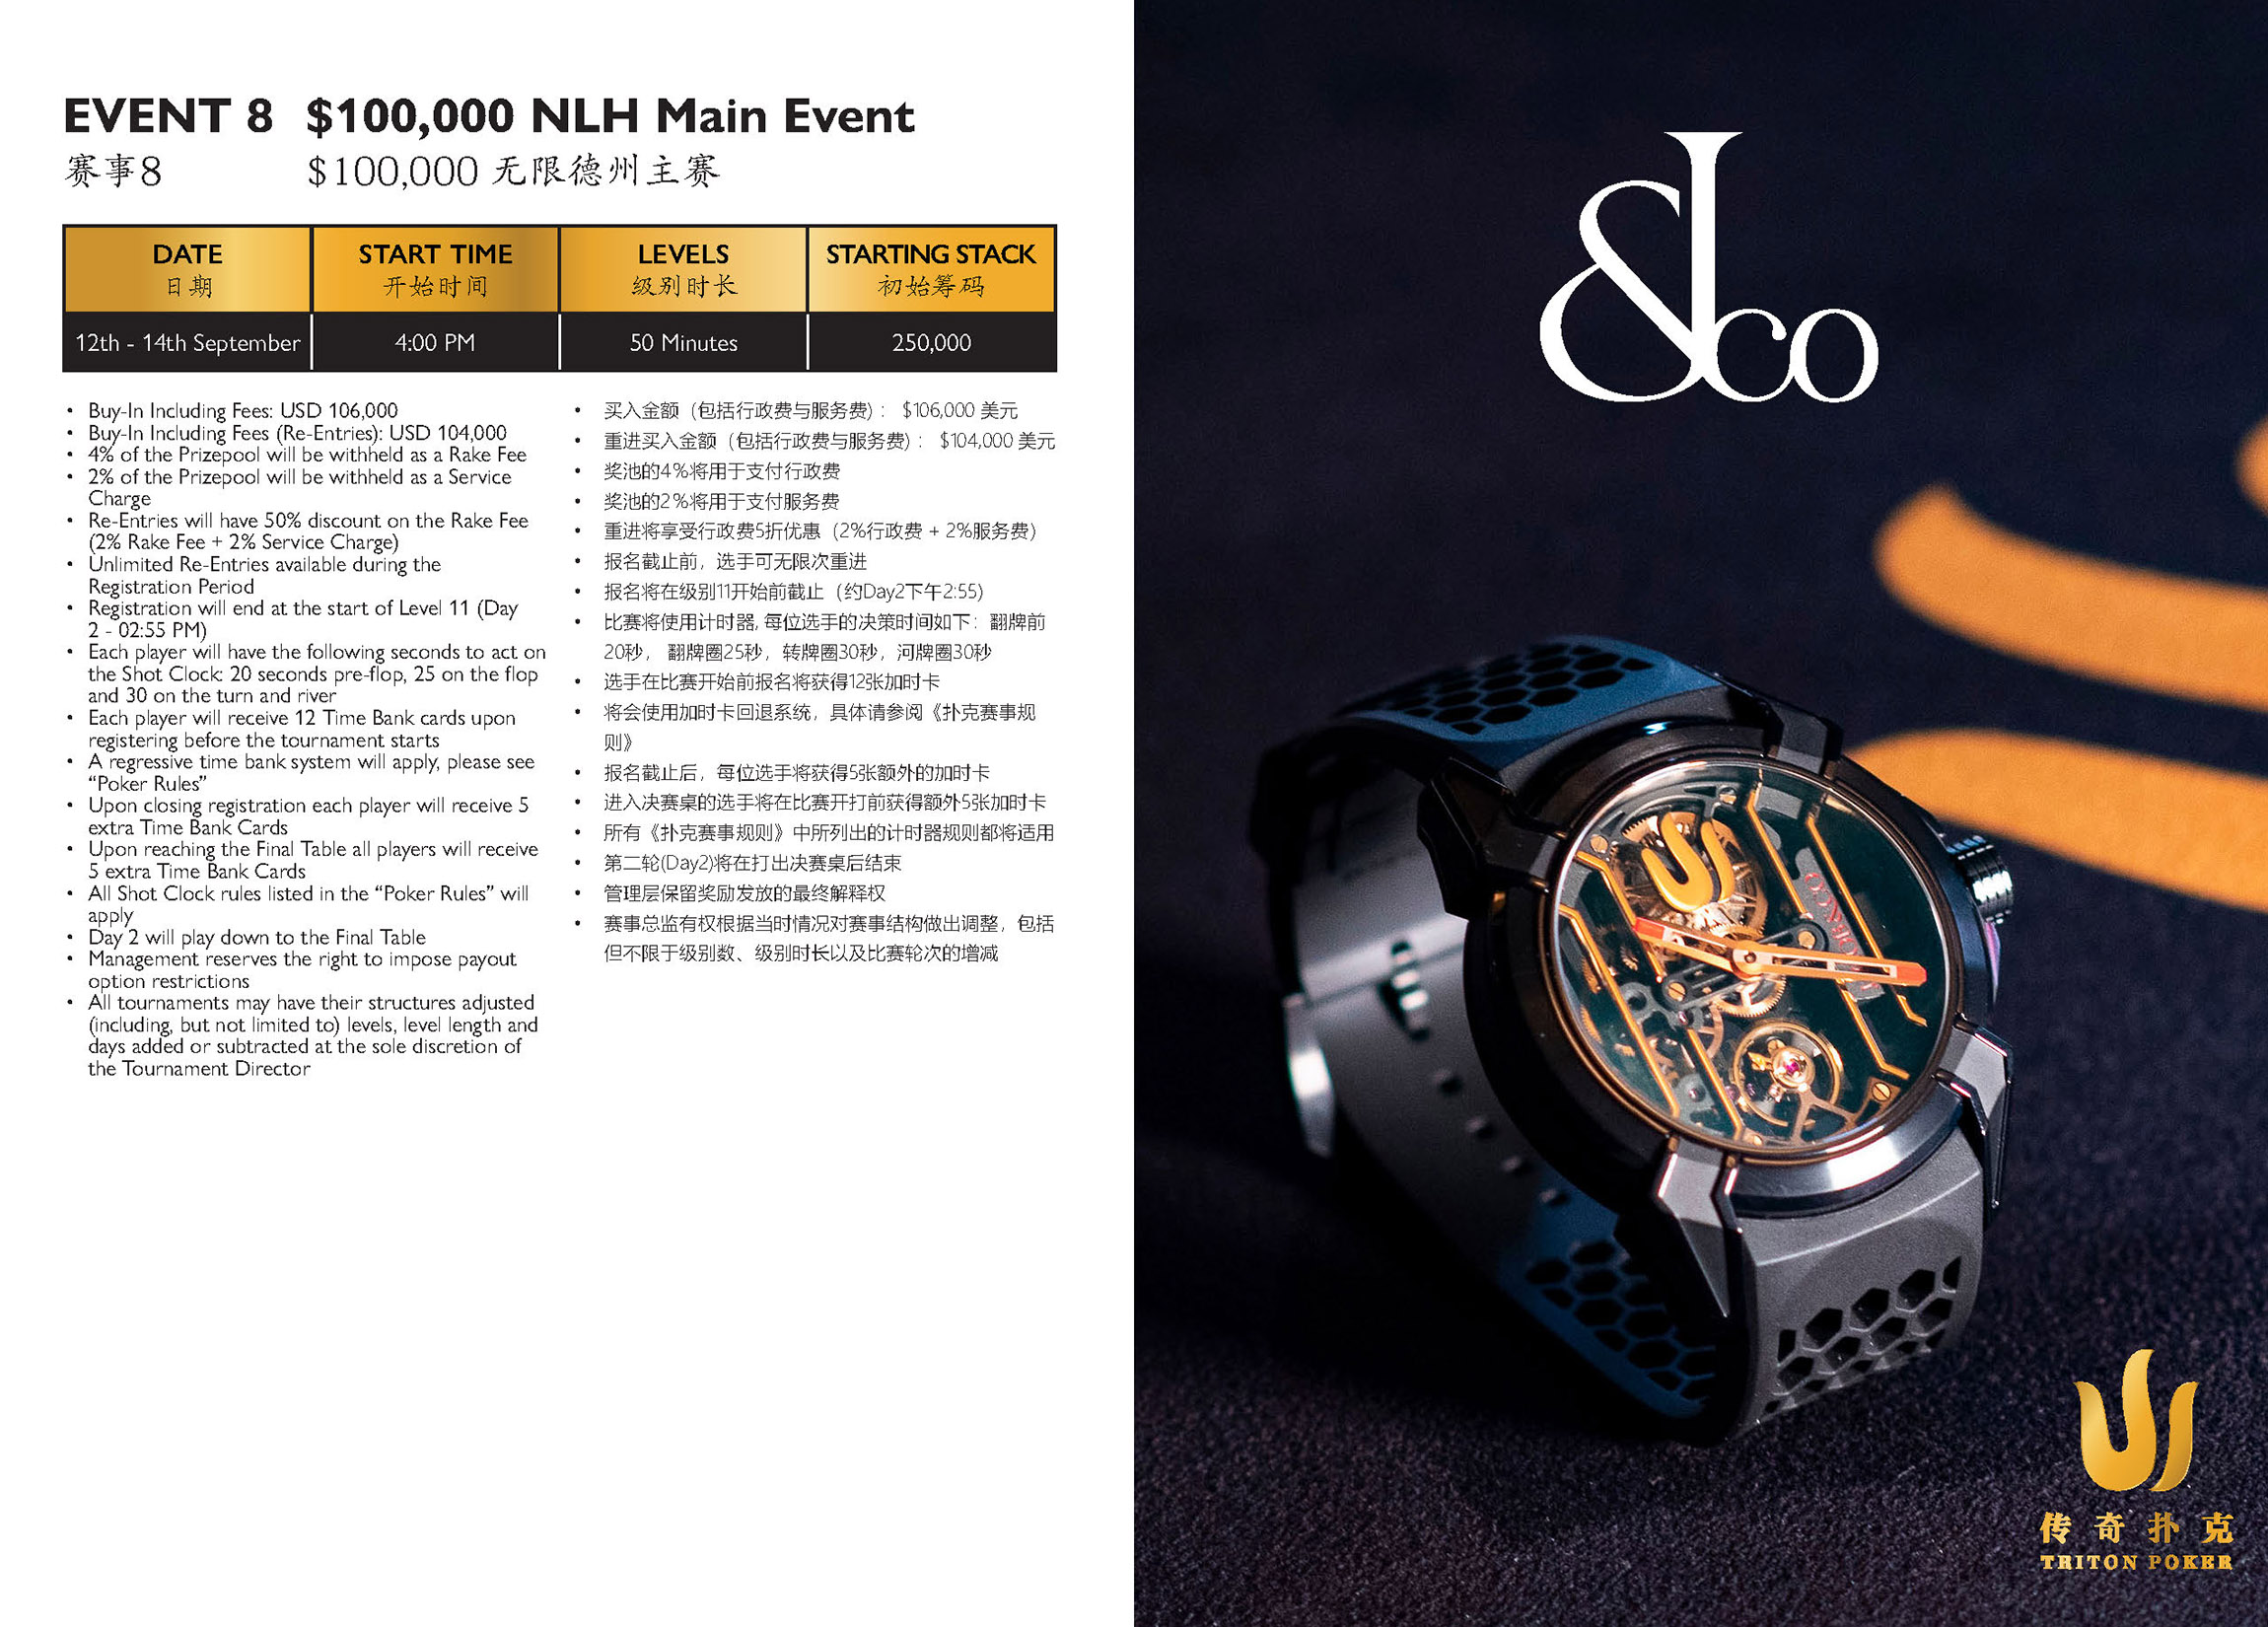 EVENT 8 $100,000 NLH Main Event
赛事8 $100,000 无限德州主赛
DATE START TIME LEVELS STARTING STACK
日期 开始时间 级别时长 初始筹码
12th - 14th September 4:00 PM 50 Minutes 250,000
• Buy-In Including Fees: USD 106,000
• Buy-In Including Fees (Re-Entries): USD 104,000
• 4% of the Prizepool will be withheld as a Rake Fee
• 2% of the Prizepool will be withheld as a Service
Charge
• Re-Entries will have 50% discount on the Rake Fee
(2% Rake Fee + 2% Service Charge)
• Unlimited Re-Entries available during the
Registration Period
• Registration will end at the start of Level 11 (Day
2 - 02:55 PM)
• Each player will have the following seconds to act on
the Shot Clock: 20 seconds pre-flop, 25 on the flop
and 30 on the turn and river
• Each player will receive 12 Time Bank cards upon
registering before the tournament starts
• A regressive time bank system will apply, please see
“Poker Rules”
• Upon closing registration each player will receive 5
extra Time Bank Cards
• Upon reaching the Final Table all players will receive
5 extra Time Bank Cards
• All Shot Clock rules listed in the “Poker Rules” will
apply
• Day 2 will play down to the Final Table
• Management reserves the right to impose payout
option restrictions
• All tournaments may have their structures adjusted
(including, but not limited to) levels, level length and
days added or subtracted at the sole discretion of
the Tournament Director
• 买入金额（包括行政费与服务费）： $106,000 美元
• 重进买入金额（包括行政费与服务费）： $104,000 美元
• 奖池的4%将用于支付行政费
• 奖池的2%将用于支付服务费
• 重进将享受行政费5折优惠（2%行政费 + 2%服务费）
• 报名截止前，选手可无限次重进
• 报名将在级别11开始前截止（约Day2下午2:55）
• 比赛将使用计时器, 每位选手的决策时间如下：翻牌前
20秒， 翻牌圈25秒，转牌圈30秒，河牌圈30秒
• 选手在比赛开始前报名将获得12张加时卡
• 将会使用加时卡回退系统，具体请参阅《扑克赛事规
则》
• 报名截止后，每位选手将获得5张额外的加时卡
• 进入决赛桌的选手将在比赛开打前获得额外5张加时卡
• 所有《扑克赛事规则》中所列出的计时器规则都将适用
• 第二轮(Day2)将在打出决赛桌后结束
• 管理层保留奖励发放的最终解释权
• 赛事总监有权根据当时情况对赛事结构做出调整，包括
但不限于级别数、级别时长以及比赛轮次的增减
J&co
传奇扑克
TRITON POKER